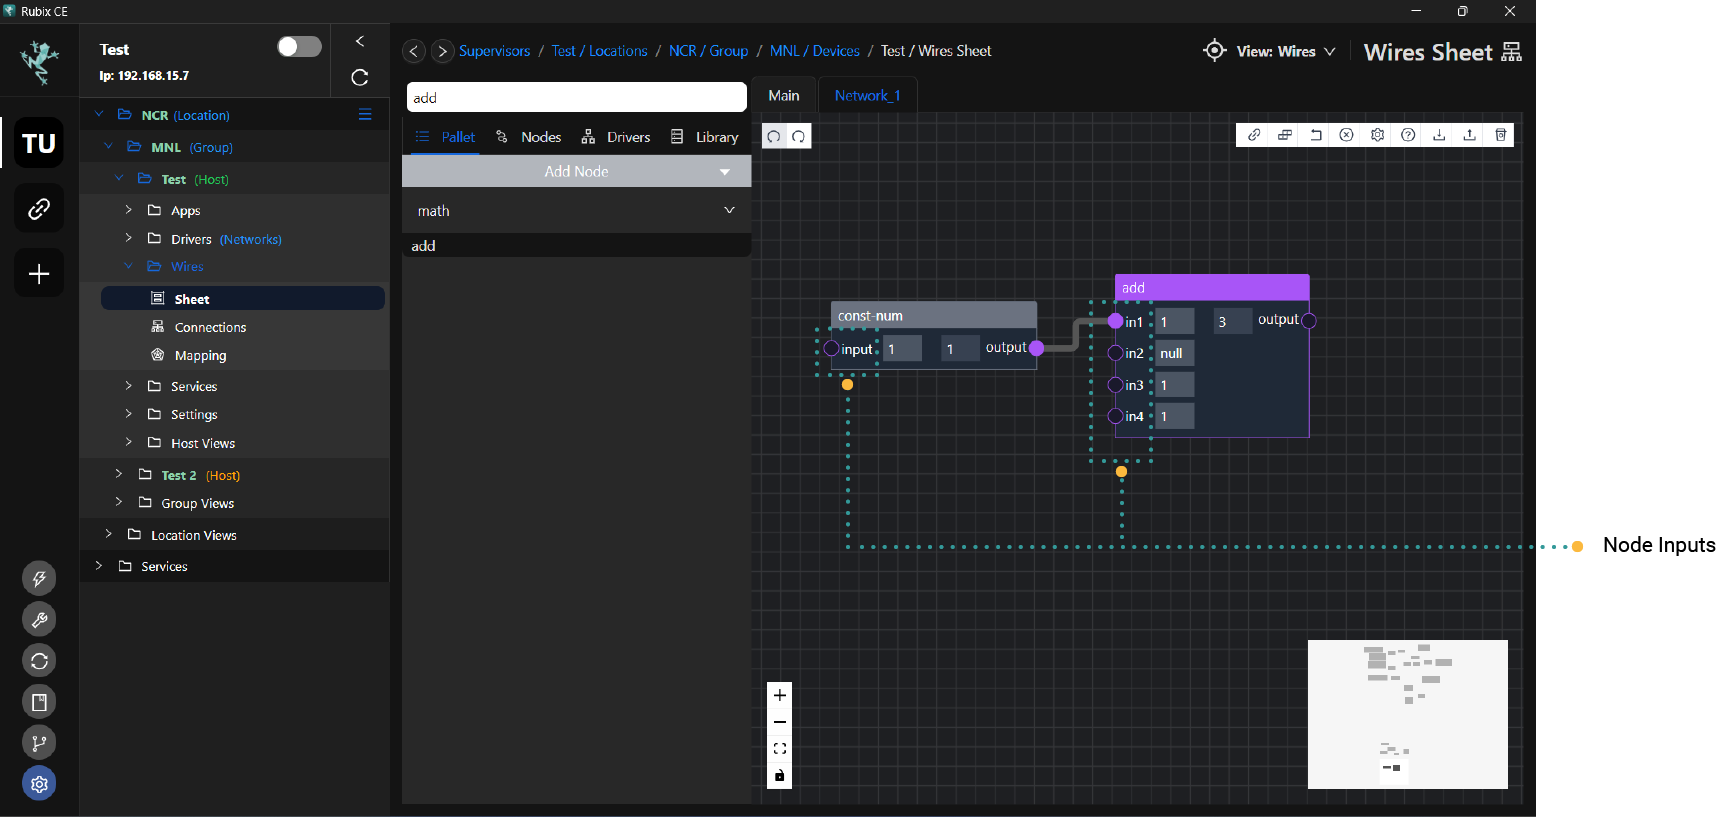 Rubix CE
Test
Ip: 192.168.15.7
TU
NCR (Location)
MNL (Group)
Test (Host)
Apps
Drivers (Networks)
Wires
Sheet
Connections
Mapping
Services
Settings
Host Views
Test 2 (Host)
Group Views
Location Views
Services
Supervisors / Test / Locations / NCR / Group / MNL / Devices / Test / Wires Sheet
View: Wires
Wires Sheet
add
Pallet Nodes Drivers Library
Add Node
math
add
Main Network_1
const-num
input 1 1 output
add
in1 1 3 output
in2 null
in3 1
in4 1
Node Inputs